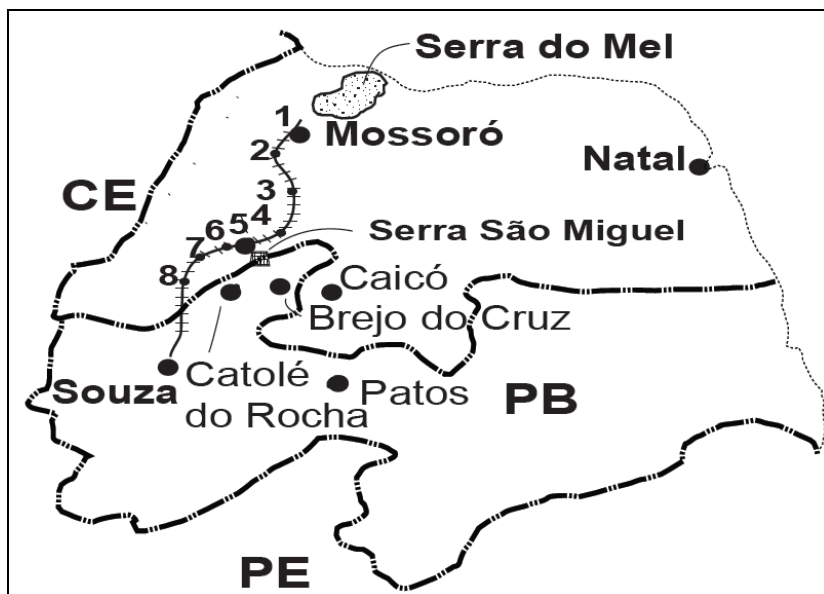 Serra do Mel
1
Mossoró
2
Natal
3
CE
4
5
6
Serra São Miguel
7
8
Caicó
Brejo do Cruz
Souza
Catolé
do Rocha
Patos
PB
PE